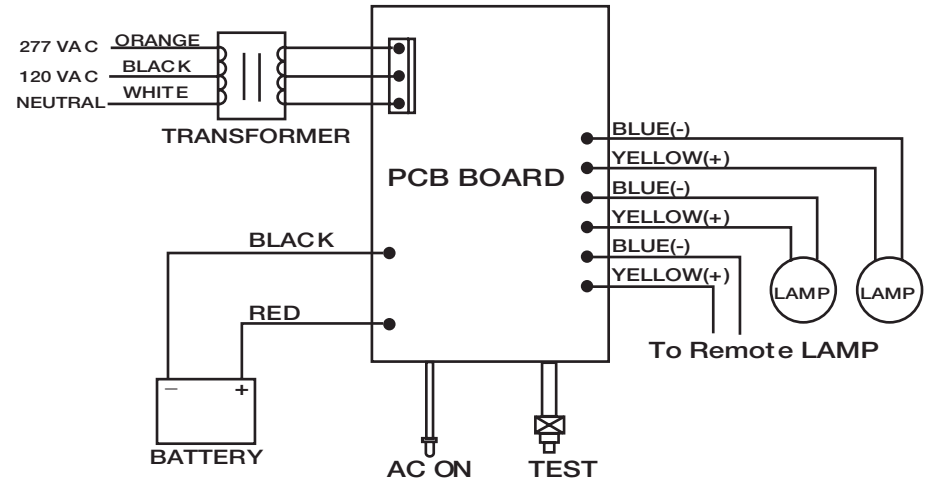 277 VAC ORANGE
120 VAC BLACK
NEUTRAL WHITE
TRANSFORMER
PCB BOARD
BLUE(-)
YELLOW(+)
BLUE(-)
YELLOW(+)
BLUE(-)
YELLOW(+)
LAMP LAMP
To Remote LAMP
BLACK
RED
− +
BATTERY
AC ON
TEST